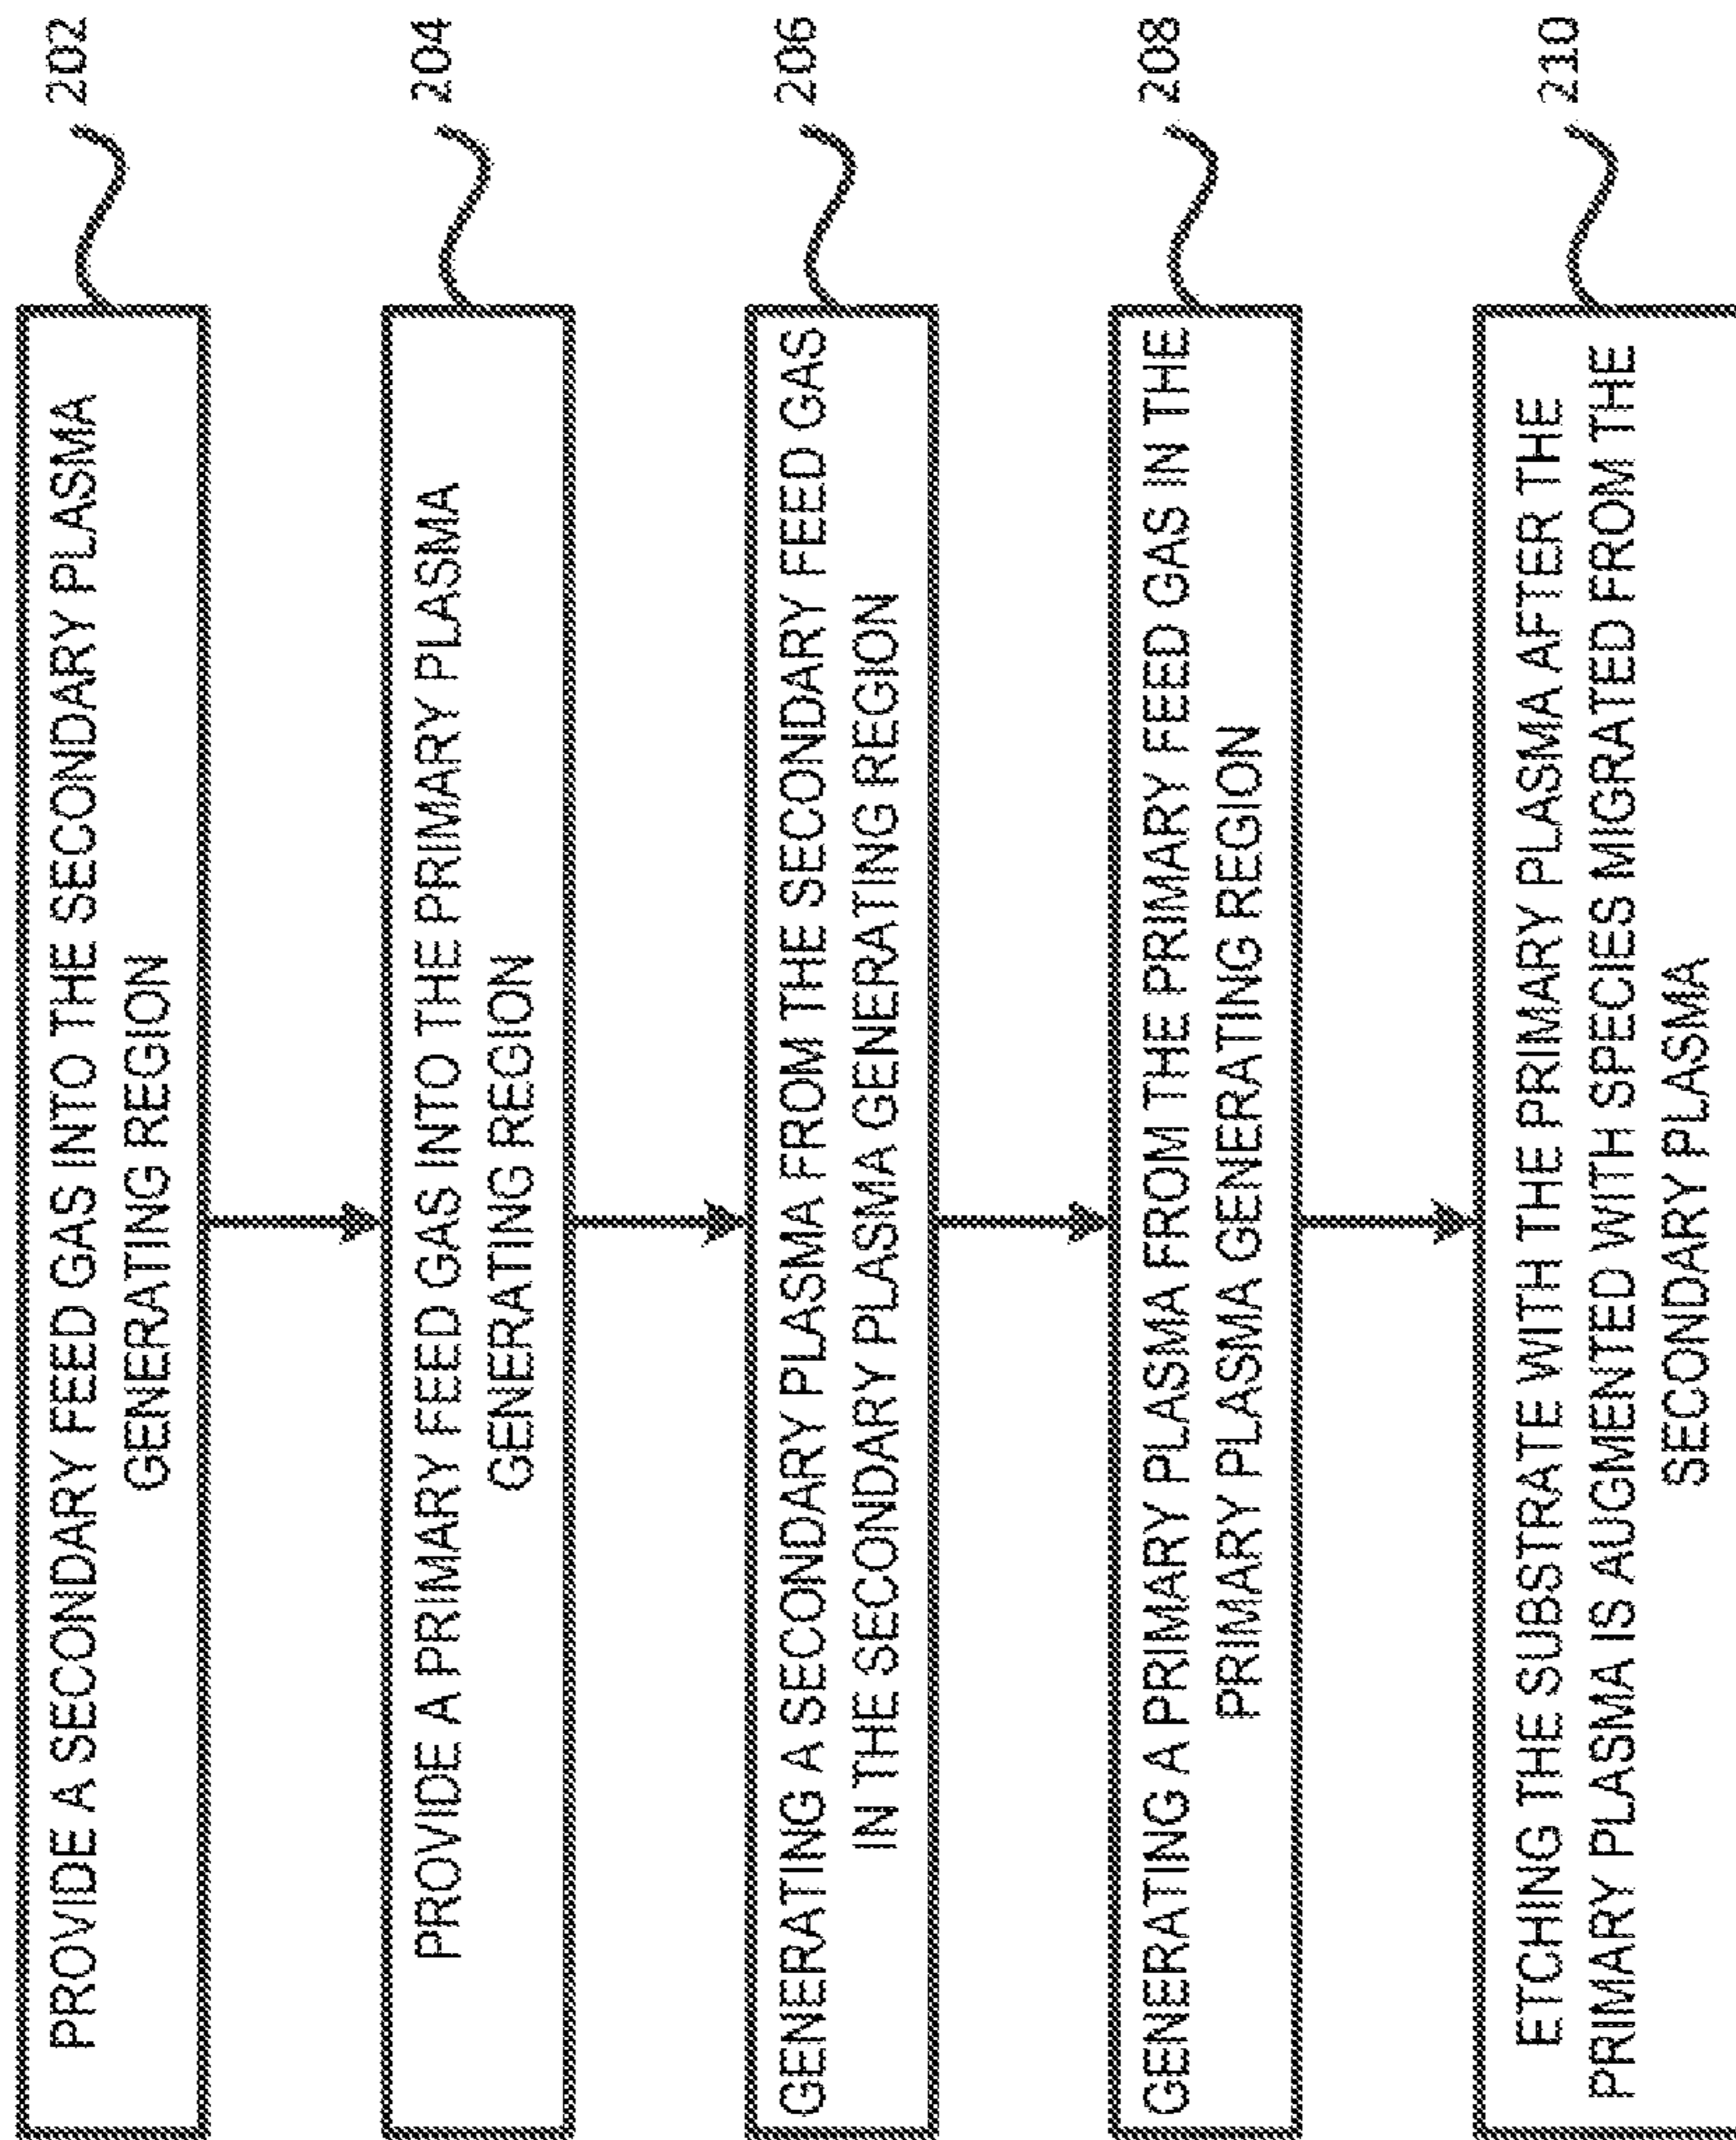 PROVIDE A SECONDARY FEED GAS INTO THE SECONDARY PLASMA
GENERATING REGION
202
PROVIDE A PRIMARY FEED GAS INTO THE PRIMARY PLASMA
GENERATING REGION
204
GENERATING A SECONDARY PLASMA FROM THE SECONDARY FEED GAS
IN THE SECONDARY PLASMA GENERATING REGION
206
GENERATING A PRIMARY PLASMA FROM THE PRIMARY FEED GAS IN THE
PRIMARY PLASMA GENERATING REGION
208
ETCHING THE SUBSTRATE WITH THE PRIMARY PLASMA AFTER THE
PRIMARY PLASMA IS AUGMENTED WITH SPECIES MIGRATED FROM THE
SECONDARY PLASMA
210